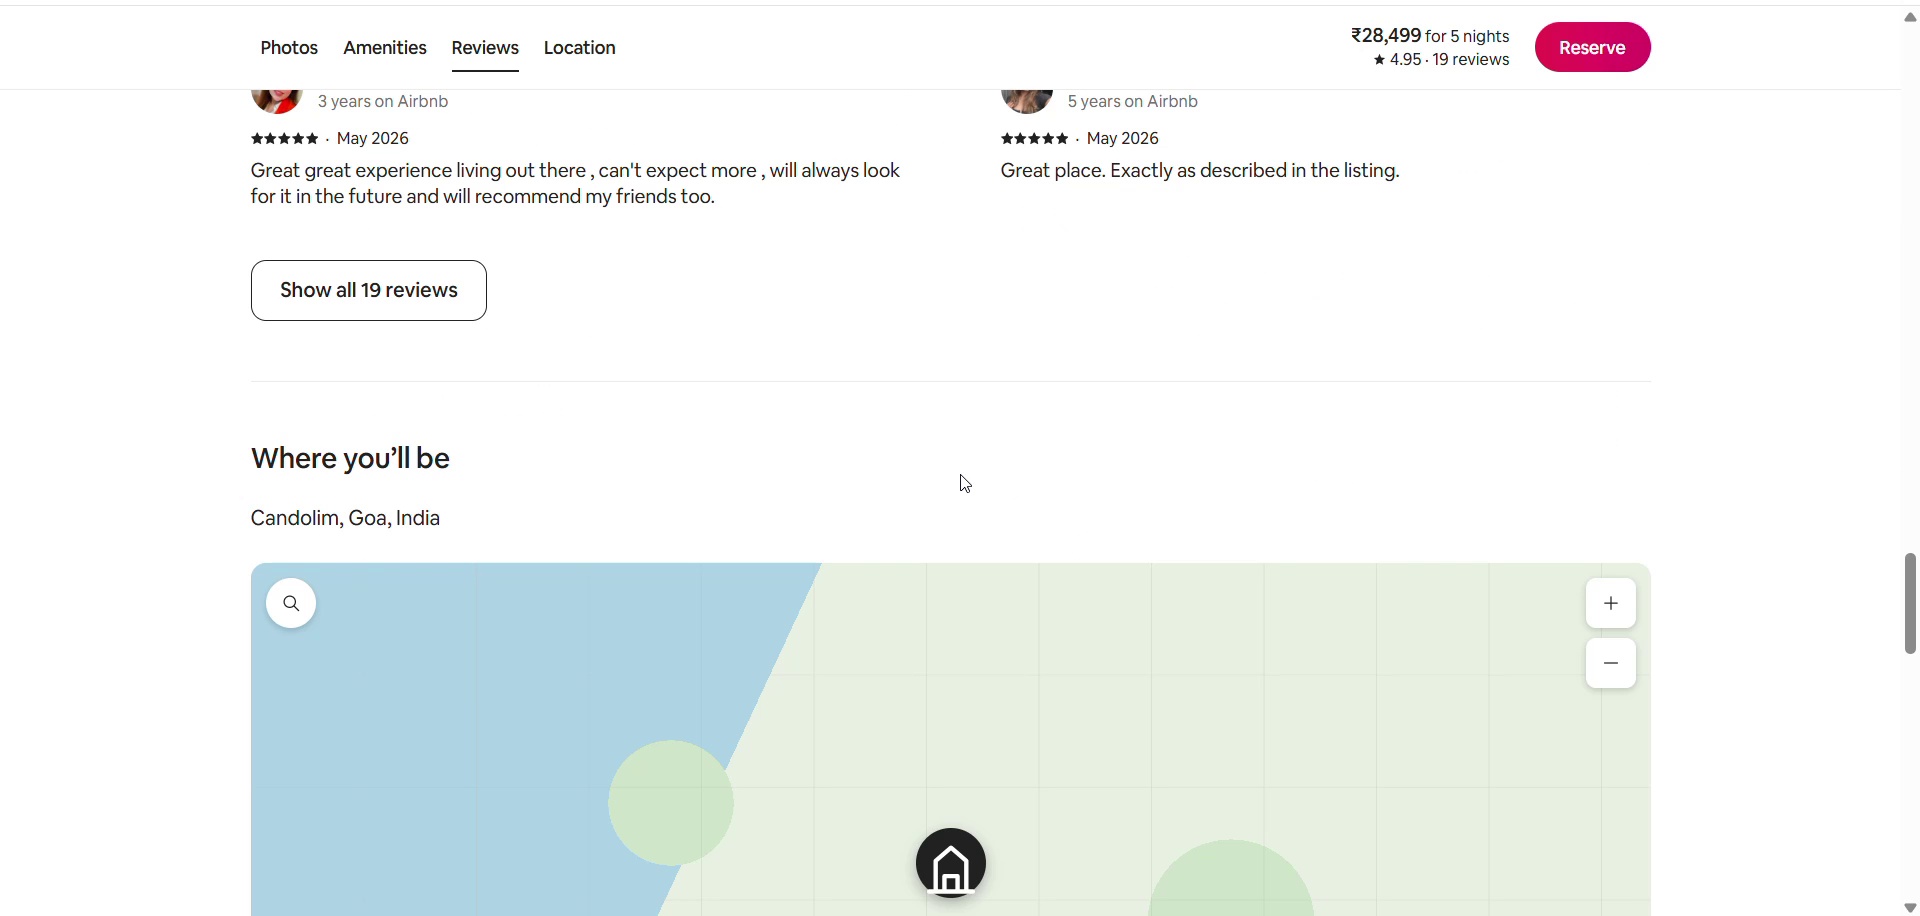 Photos Amenities Reviews Location
₹28,499 for 5 nights
★ 4.95 · 19 reviews
Reserve
3 years on Airbnb
★★★★★ · May 2026
Great great experience living out there , can't expect more , will always look
for it in the future and will recommend my friends too.
5 years on Airbnb
★★★★★ · May 2026
Great place. Exactly as described in the listing.
Show all 19 reviews
Where you’ll be
Candolim, Goa, India